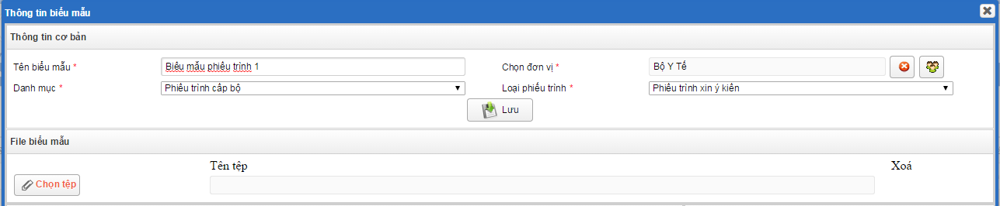 Thông tin biểu mẫu
Thông tin cơ bản
Tên biểu mẫu * Biểu mẫu phiếu trình 1 Chọn đơn vị * Bộ Y Tế
Danh mục * Phiếu trình cấp bộ Loại phiếu trình * Phiếu trình xin ý kiến
Lưu
File biểu mẫu
Tên tệp Xoá
Chọn tệp